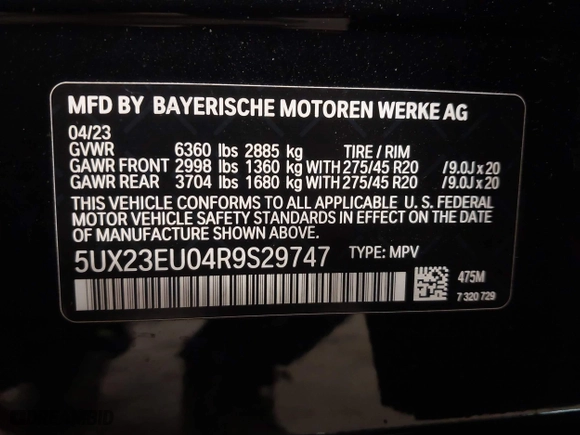 MFD BY BAYERISCHE MOTOREN WERKE AG
04/23
GVWR 6360 lbs 2885 kg TIRE / RIM
GAWR FRONT 2998 lbs 1360 kg WITH 275/45 R20 /9.0J x 20
GAWR REAR 3704 lbs 1680 kg WITH 275/45 R20 /9.0J x 20
THIS VEHICLE CONFORMS TO ALL APPLICABLE U. S. FEDERAL
MOTOR VEHICLE SAFETY STANDARDS IN EFFECT ON THE DATE
OF MANUFACTURE SHOWN ABOVE.
5UX23EU04R9S29747 TYPE: MPV
475M
7 320 729